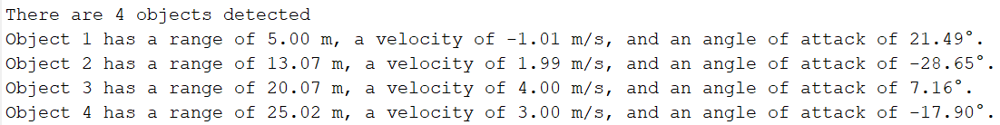 There are 4 objects detected
Object 1 has a range of 5.00 m, a velocity of -1.01 m/s, and an angle of attack of 21.49°.
Object 2 has a range of 13.07 m, a velocity of 1.99 m/s, and an angle of attack of -28.65°.
Object 3 has a range of 20.07 m, a velocity of 4.00 m/s, and an angle of attack of 7.16°.
Object 4 has a range of 25.02 m, a velocity of 3.00 m/s, and an angle of attack of -17.90°.